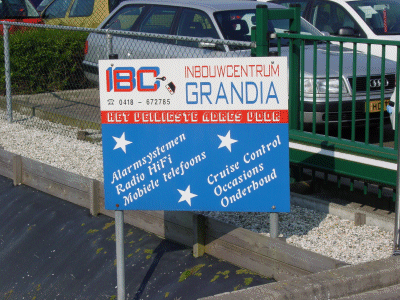 IBC
INBOUWCENTRUM
GRANDIA
0418 - 672785
HET VEILIGSTE ADRES VOOR
Alarmsystemen
Radio HiFi
Mobiele telefoons
Cruise Control
Occasions
Onderhoud